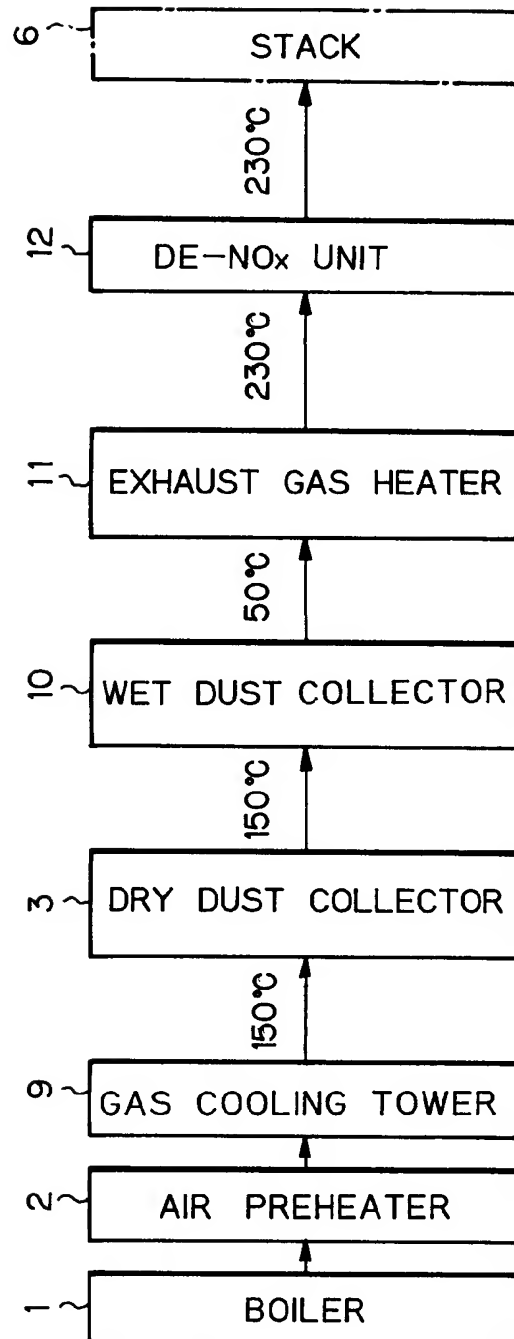 6
STACK
230°C
12
DE-NOx UNIT
230°C
11
EXHAUST GAS HEATER
50°C
10
WET DUST COLLECTOR
150°C
3
DRY DUST COLLECTOR
150°C
9
GAS COOLING TOWER
2
AIR PREHEATER
1
BOILER